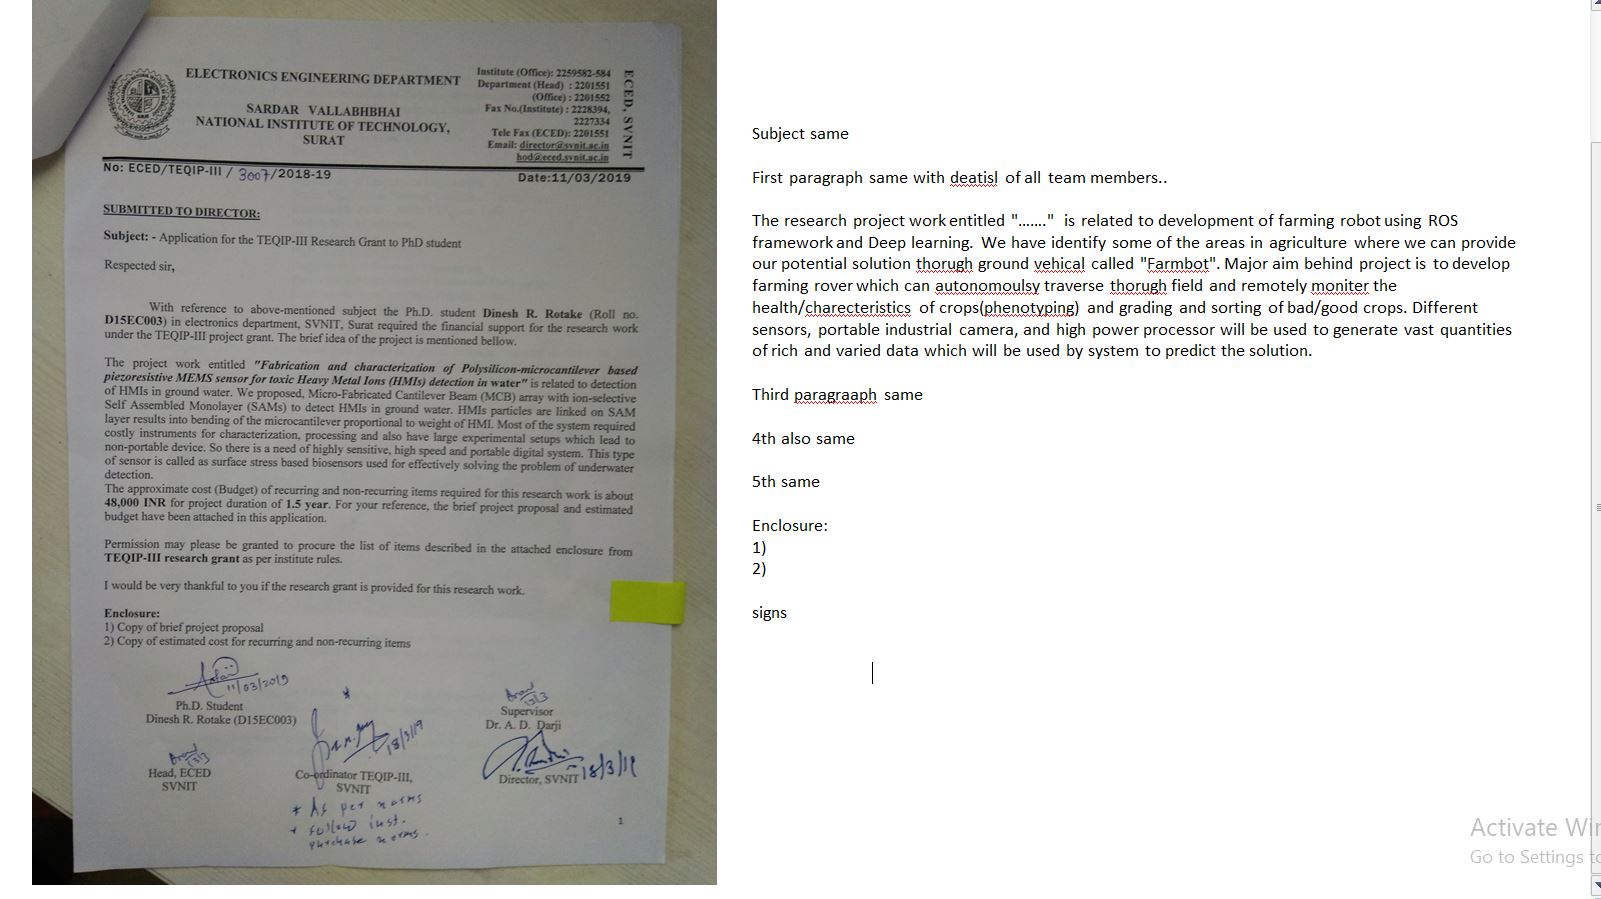 ELECTRONICS ENGINEERING DEPARTMENT
SARDAR VALLABHBHAI
NATIONAL INSTITUTE OF TECHNOLOGY,
SURAT
Institute (Office): 2259582-584
Department (Head) : 2201551
(Office) : 2201552
Fax No.(Institute) : 2228394,
2227334
Tele Fax (ECED): 2201551
Email: director@svnit.ac.in
hod@eced.svnit.ac.in
ECED, SVNIT
No: ECED/TEQIP-III / 3007/2018-19
Date:11/03/2019
SUBMITTED TO DIRECTOR:
Subject: - Application for the TEQIP-III Research Grant to PhD student
Respected sir,
With reference to above-mentioned subject the Ph.D. student Dinesh R. Rotake (Roll no.
D15EC003) in electronics department, SVNIT, Surat required the financial support for the research work
under the TEQIP-III project grant. The brief idea of the project is mentioned bellow.
The project work entitled "Fabrication and characterization of Polysilicon-microcantilever based
piezoresistive MEMS sensor for toxic Heavy Metal Ions (HMIs) detection in water" is related to detection
of HMIs in ground water. We proposed, Micro-Fabricated Cantilever Beam (MCB) array with ion-selective
Self Assembled Monolayer (SAMs) to detect HMIs in ground water. HMIs particles are linked on SAM
layer results into bending of the microcantilever proportional to weight of HMI. Most of the system required
costly instruments for characterization, processing and also have large experimental setups which lead to
non-portable device. So there is a need of highly sensitive, high speed and portable digital system. This type
of sensor is called as surface stress based biosensors used for effectively solving the problem of underwater
detection.
The approximate cost (Budget) of recurring and non-recurring items required for this research work is about
48,000 INR for project duration of 1.5 year. For your reference, the brief project proposal and estimated
budget have been attached in this application.
Permission may please be granted to procure the list of items described in the attached enclosure from
TEQIP-III research grant as per institute rules.
I would be very thankful to you if the research grant is provided for this research work.
Enclosure:
1) Copy of brief project proposal
2) Copy of estimated cost for recurring and non-recurring items
11/03/2019
Ph.D. Student
Dinesh R. Rotake (D15EC003)
Supervisor
Dr. A. D. Darji
18/3/19
Head, ECED
SVNIT
Co-ordinator TEQIP-III,
SVNIT
Director, SVNIT
18/3/19
* As per norms
* follow inst.
purchase norms.
1
Subject same
First paragraph same with deatisl of all team members..
The research project work entitled "......." is related to development of farming robot using ROS
framework and Deep learning. We have identify some of the areas in agriculture where we can provide
our potential solution thorugh ground vehical called "Farmbot". Major aim behind project is to develop
farming rover which can autonomoulsy traverse thorugh field and remotely moniter the
health/charecteristics of crops(phenotyping) and grading and sorting of bad/good crops. Different
sensors, portable industrial camera, and high power processor will be used to generate vast quantities
of rich and varied data which will be used by system to predict the solution.
Third paragraaph same
4th also same
5th same
Enclosure:
1)
2)
signs
Activate Wi
Go to Settings t